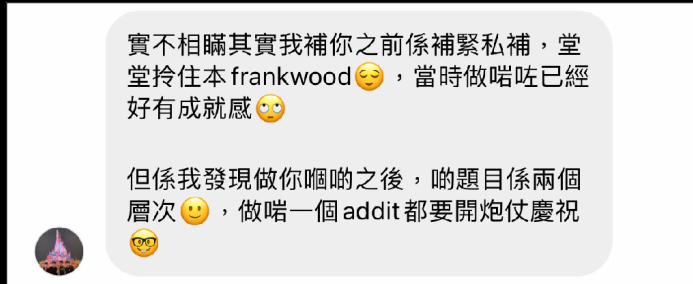 實不相瞞其實我補你之前係補緊私補，堂
堂拎住本frankwood😌，當時做啱咗已經
好有成就感🙄
但係我發現做你嗰啲之後，啲題目係兩個
層次🙂，做啱一個addit都要開炮仗慶祝
🤓